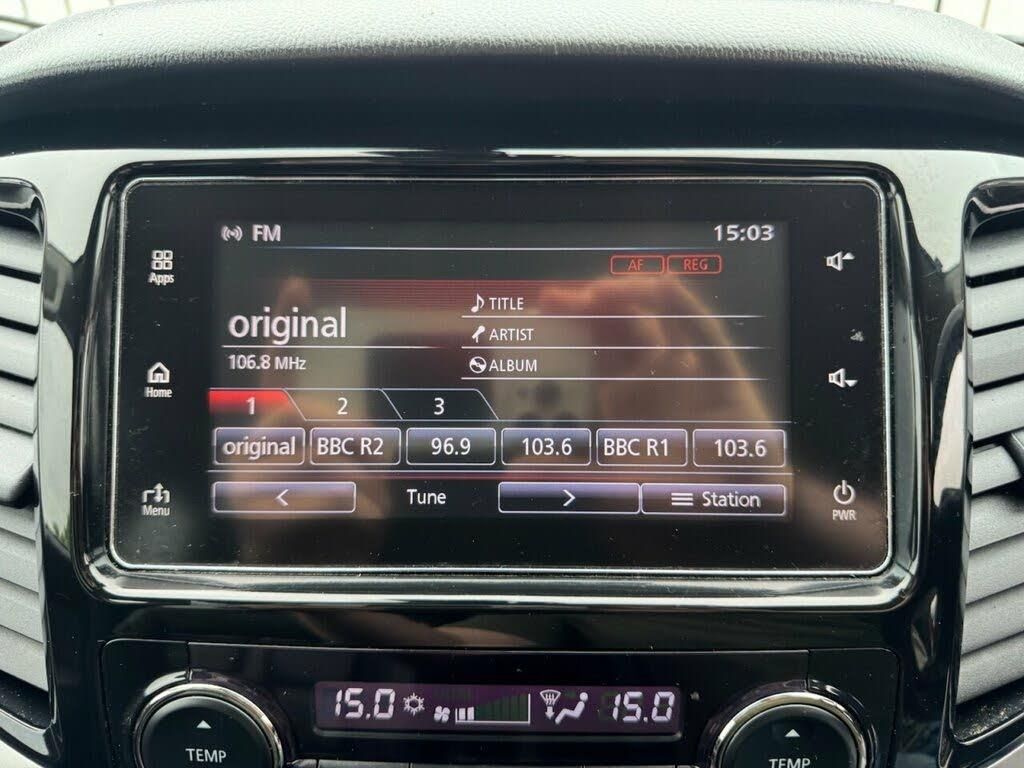 FM 15:03
AF REG
Apps
original
106.8 MHz
TITLE
ARTIST
ALBUM
Home
1 2 3
original BBC R2 96.9 103.6 BBC R1 103.6
< Tune > Station
Menu
PWR
15.0 15.0
TEMP TEMP